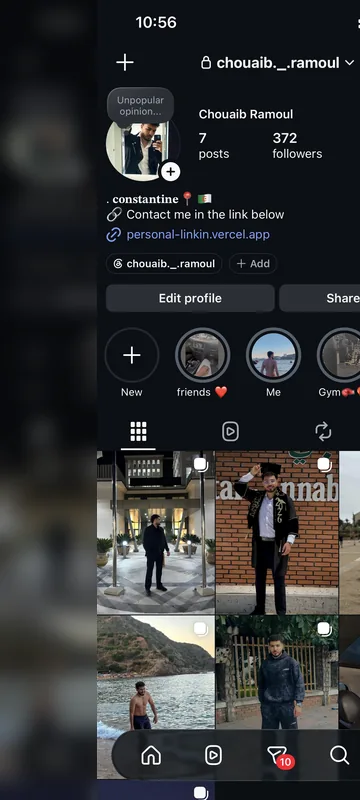 10:56
chouaib._.ramoul
Unpopular
opinion...
Chouaib Ramoul
7
posts
372
followers
. constantine📍 🇩🇿
🔗 Contact me in the link below
personal-linkin.vercel.app
chouaib._.ramoul
+ Add
Edit profile
Share
New
friends ❤️
Me
Gym
nnab
10